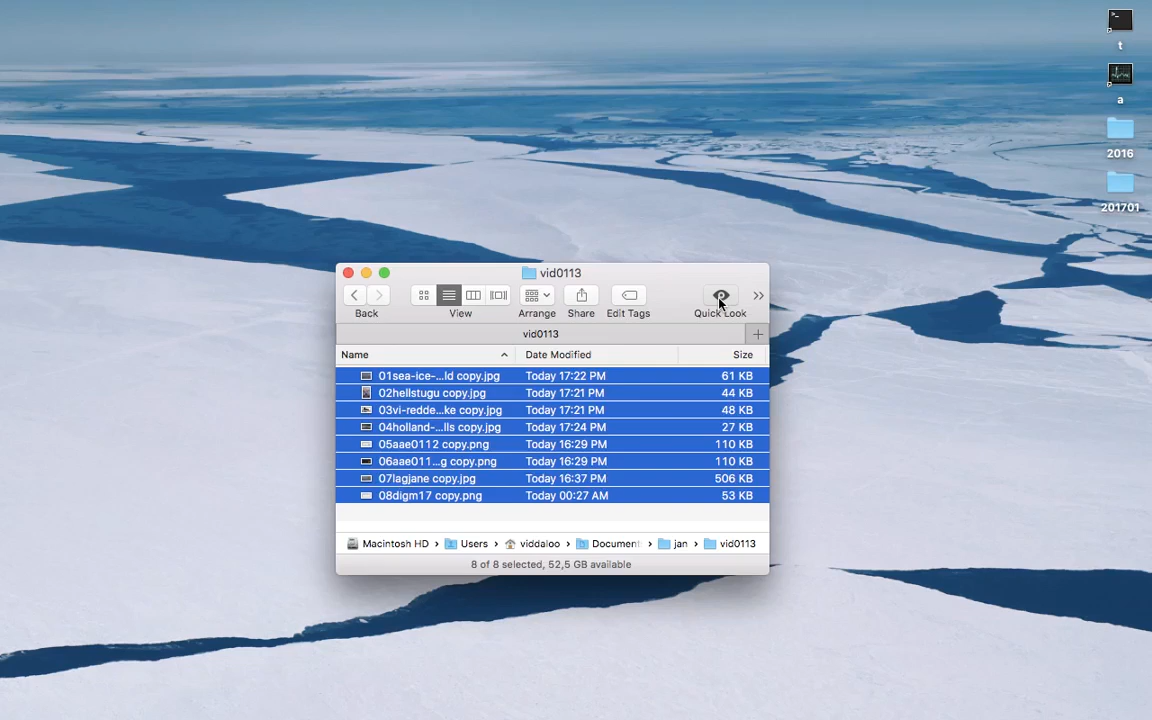 t
a
2016
201701
vid0113
Back
View
Arrange
Share
Edit Tags
Quick Look
vid0113
Name Date Modified Size
01sea-ice-...ld copy.jpg Today 17:22 PM 61 KB
02hellstugu copy.jpg Today 17:21 PM 44 KB
03vi-redde...ke copy.jpg Today 17:21 PM 48 KB
04holland-...lls copy.jpg Today 17:24 PM 27 KB
05aae0112 copy.png Today 16:29 PM 110 KB
06aae011...g copy.png Today 16:29 PM 110 KB
07lagjane copy.jpg Today 16:37 PM 506 KB
08digm17 copy.png Today 00:27 AM 53 KB
Macintosh HD › Users › viddaloo › Document › jan › vid0113
8 of 8 selected, 52,5 GB available